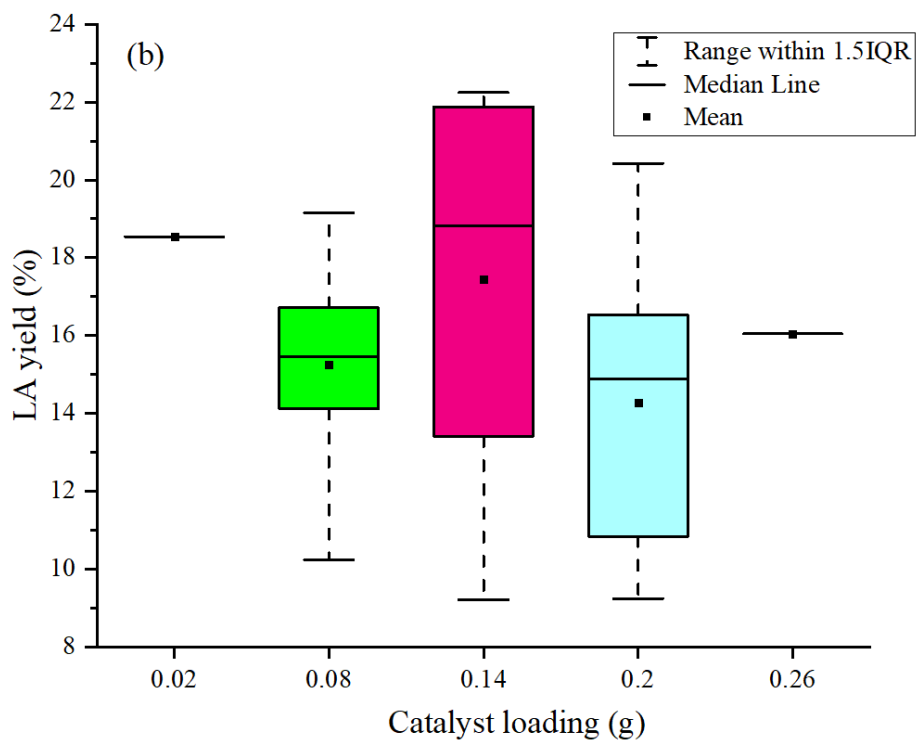 (b)
Range within 1.5IQR
Median Line
Mean
LA yield (%)
24
22
20
18
16
14
12
10
8
0.02 0.08 0.14 0.2 0.26
Catalyst loading (g)